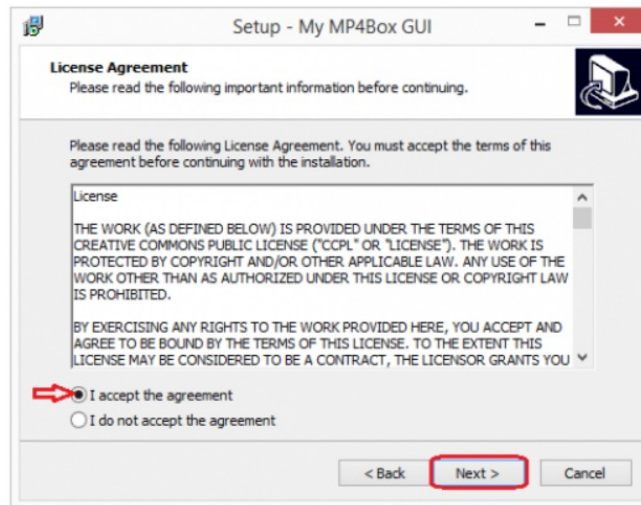 Setup - My MP4Box GUI
License Agreement
Please read the following important information before continuing.
Please read the following License Agreement. You must accept the terms of this
agreement before continuing with the installation.
License
THE WORK (AS DEFINED BELOW) IS PROVIDED UNDER THE TERMS OF THIS
CREATIVE COMMONS PUBLIC LICENSE ("CCPL" OR "LICENSE"). THE WORK IS
PROTECTED BY COPYRIGHT AND/OR OTHER APPLICABLE LAW. ANY USE OF THE
WORK OTHER THAN AS AUTHORIZED UNDER THIS LICENSE OR COPYRIGHT LAW
IS PROHIBITED.
BY EXERCISING ANY RIGHTS TO THE WORK PROVIDED HERE, YOU ACCEPT AND
AGREE TO BE BOUND BY THE TERMS OF THIS LICENSE. TO THE EXTENT THIS
LICENSE MAY BE CONSIDERED TO BE A CONTRACT, THE LICENSOR GRANTS YOU
I accept the agreement
I do not accept the agreement
< Back Next > Cancel